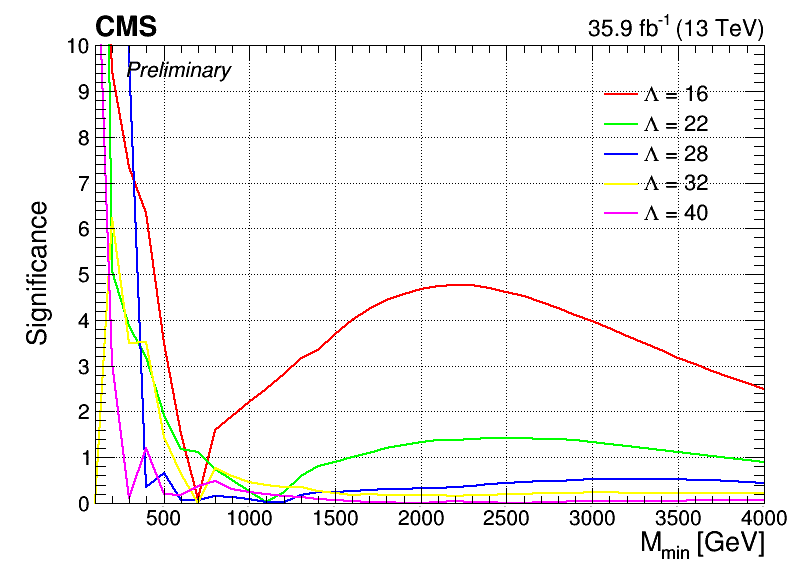 CMS
35.9 fb⁻¹ (13 TeV)
Preliminary
Λ = 16
Λ = 22
Λ = 28
Λ = 32
Λ = 40
Significance
10
9
8
7
6
5
4
3
2
1
0
500 1000 1500 2000 2500 3000 3500 4000
M_min [GeV]